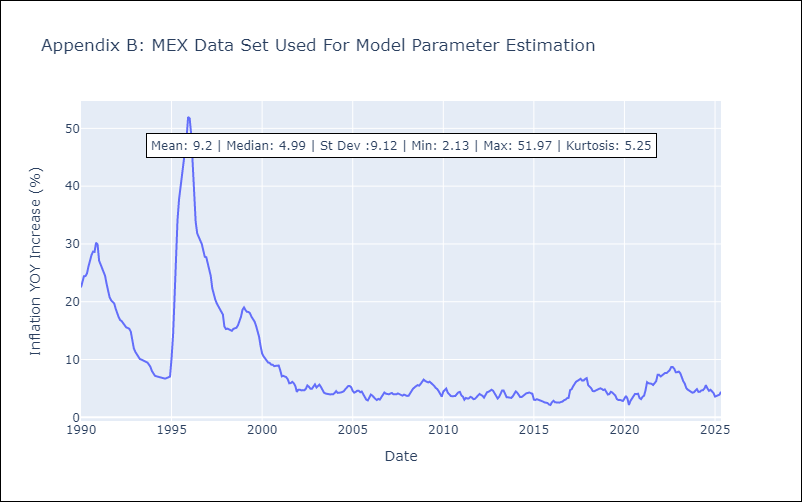 Appendix B: MEX Data Set Used For Model Parameter Estimation
Mean: 9.2 | Median: 4.99 | St Dev :9.12 | Min: 2.13 | Max: 51.97 | Kurtosis: 5.25
Inflation YOY Increase (%)
50
40
30
20
10
0
1990 1995 2000 2005 2010 2015 2020 2025
Date